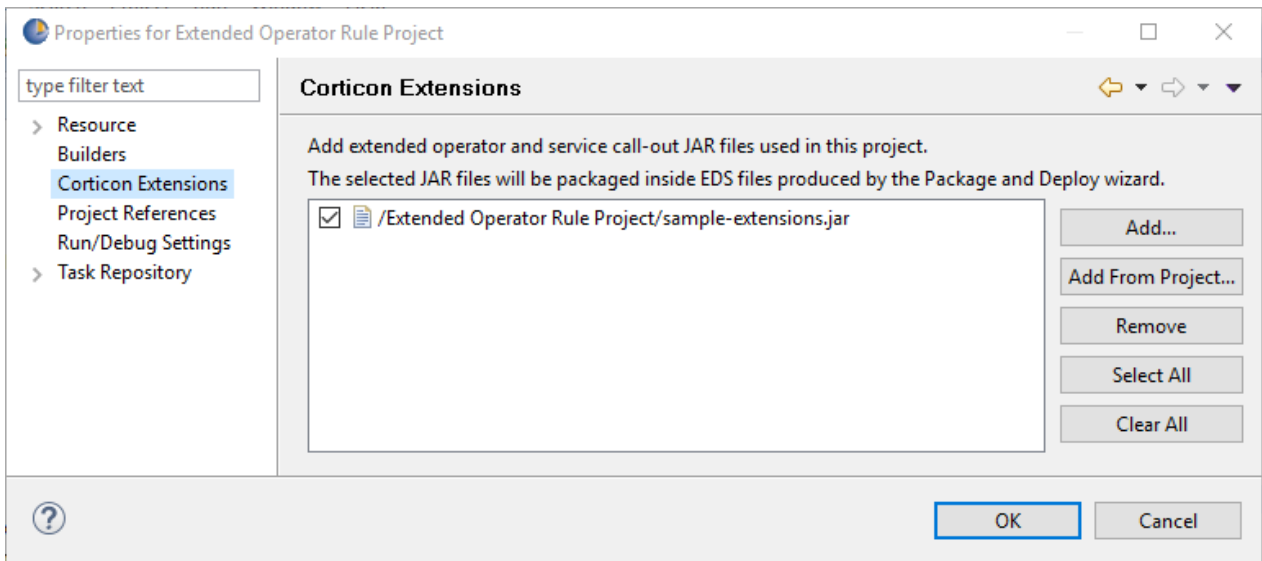 Properties for Extended Operator Rule Project
type filter text
Corticon Extensions
Resource
Builders
Corticon Extensions
Project References
Run/Debug Settings
Task Repository
Add extended operator and service call-out JAR files used in this project.
The selected JAR files will be packaged inside EDS files produced by the Package and Deploy wizard.
/Extended Operator Rule Project/sample-extensions.jar
Add...
Add From Project...
Remove
Select All
Clear All
?
OK
Cancel